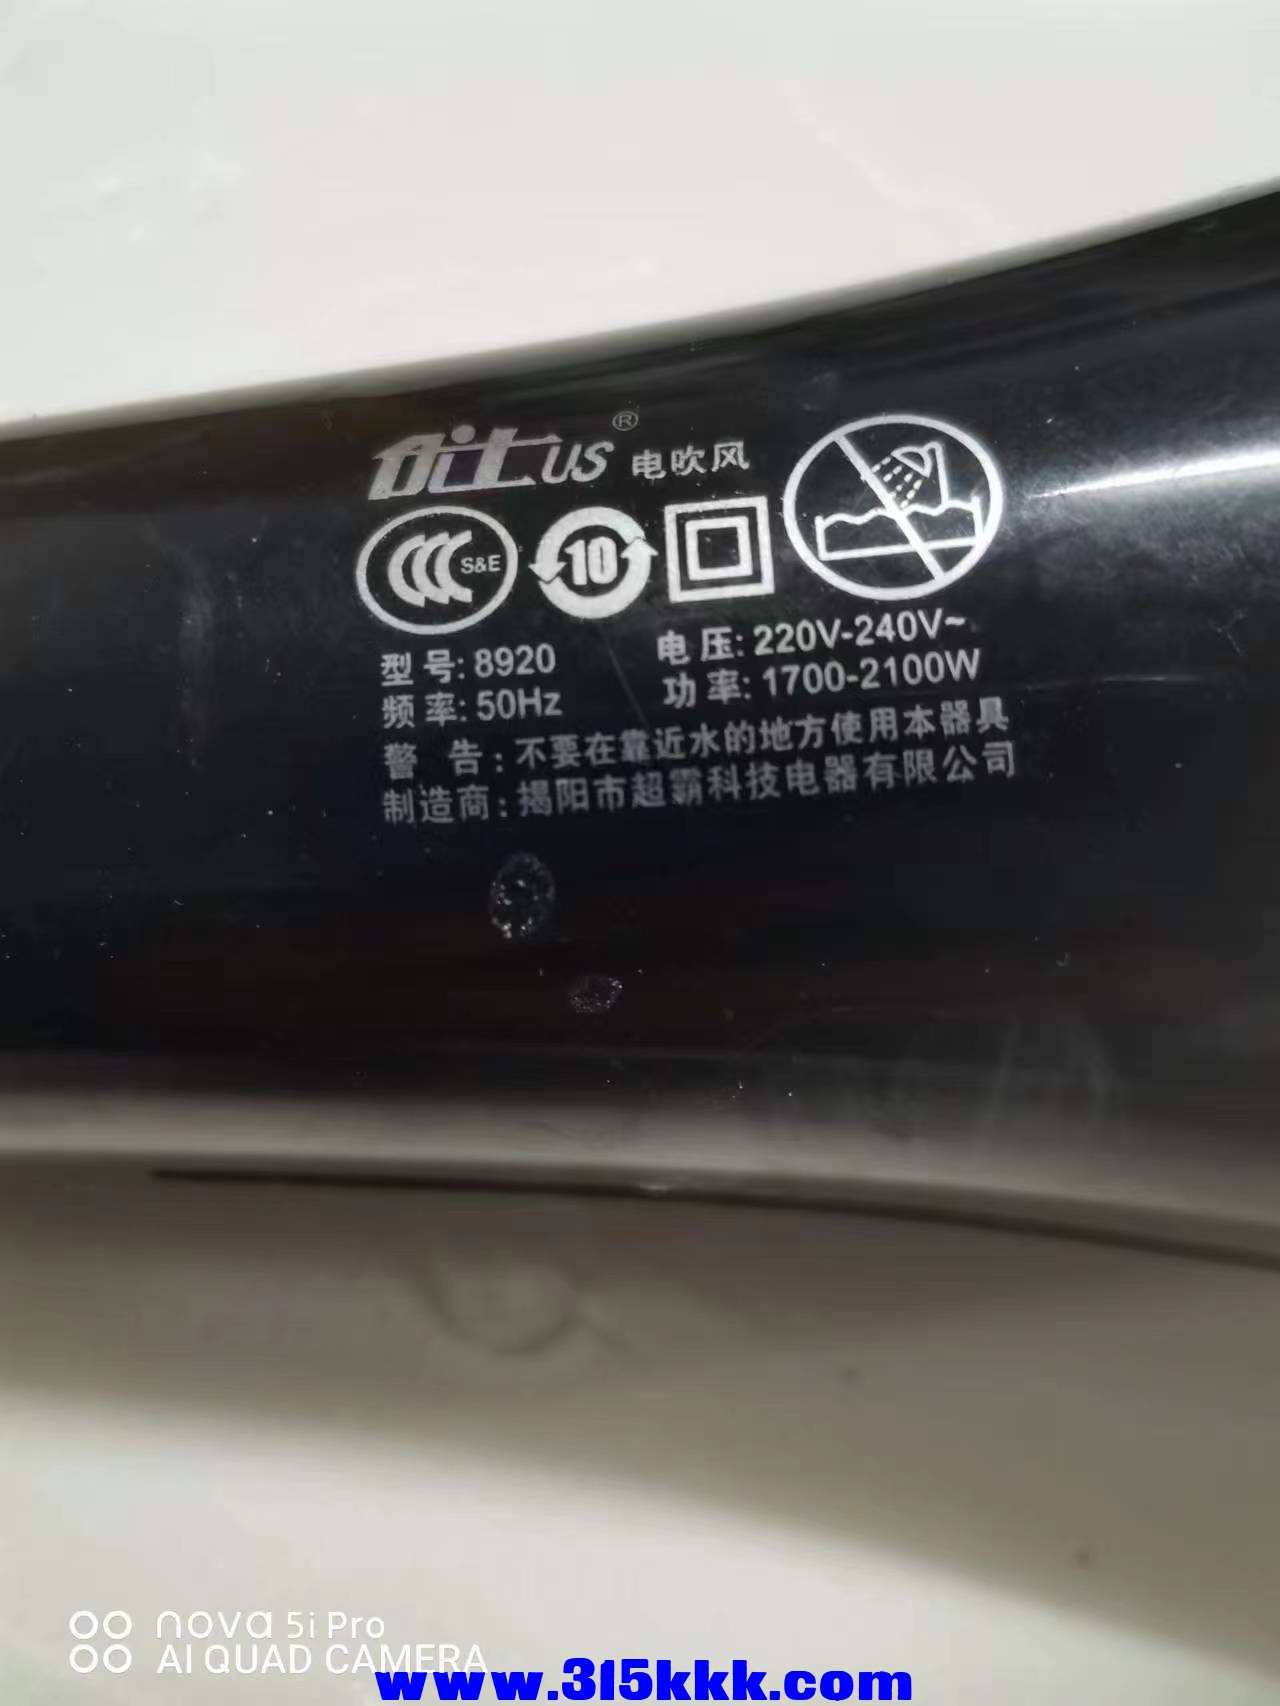 ® 电吹风
S&E 10
型号: 8920 电压: 220V-240V~
频率: 50Hz 功率: 1700-2100W
警 告: 不要在靠近水的地方使用本器具
制造商: 揭阳市超霸科技电器有限公司
nova 5i Pro
AI QUAD CAMERA
www.315kkk.com